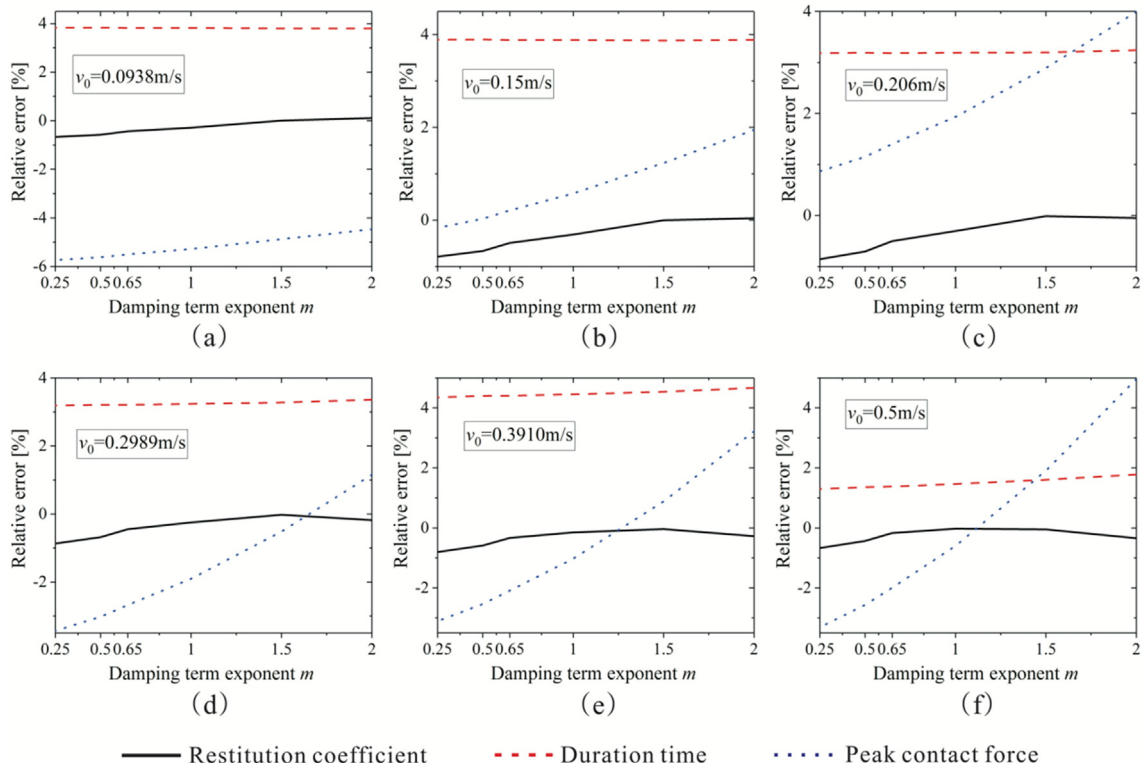 4
2
0
-2
-4
-6
Relative error [%]
v0=0.0938m/s
0.25 0.5 0.65 1 1.5 2
Damping term exponent m
(a)
4
2
0
Relative error [%]
v0=0.15m/s
0.25 0.5 0.65 1 1.5 2
Damping term exponent m
(b)
4
2
0
Relative error [%]
v0=0.206m/s
0.25 0.5 0.65 1 1.5 2
Damping term exponent m
(c)
4
2
0
-2
Relative error [%]
v0=0.2989m/s
0.25 0.5 0.65 1 1.5 2
Damping term exponent m
(d)
4
2
0
-2
Relative error [%]
v0=0.3910m/s
0.25 0.5 0.65 1 1.5 2
Damping term exponent m
(e)
4
2
0
-2
Relative error [%]
v0=0.5m/s
0.25 0.5 0.65 1 1.5 2
Damping term exponent m
(f)
Restitution coefficient Duration time Peak contact force